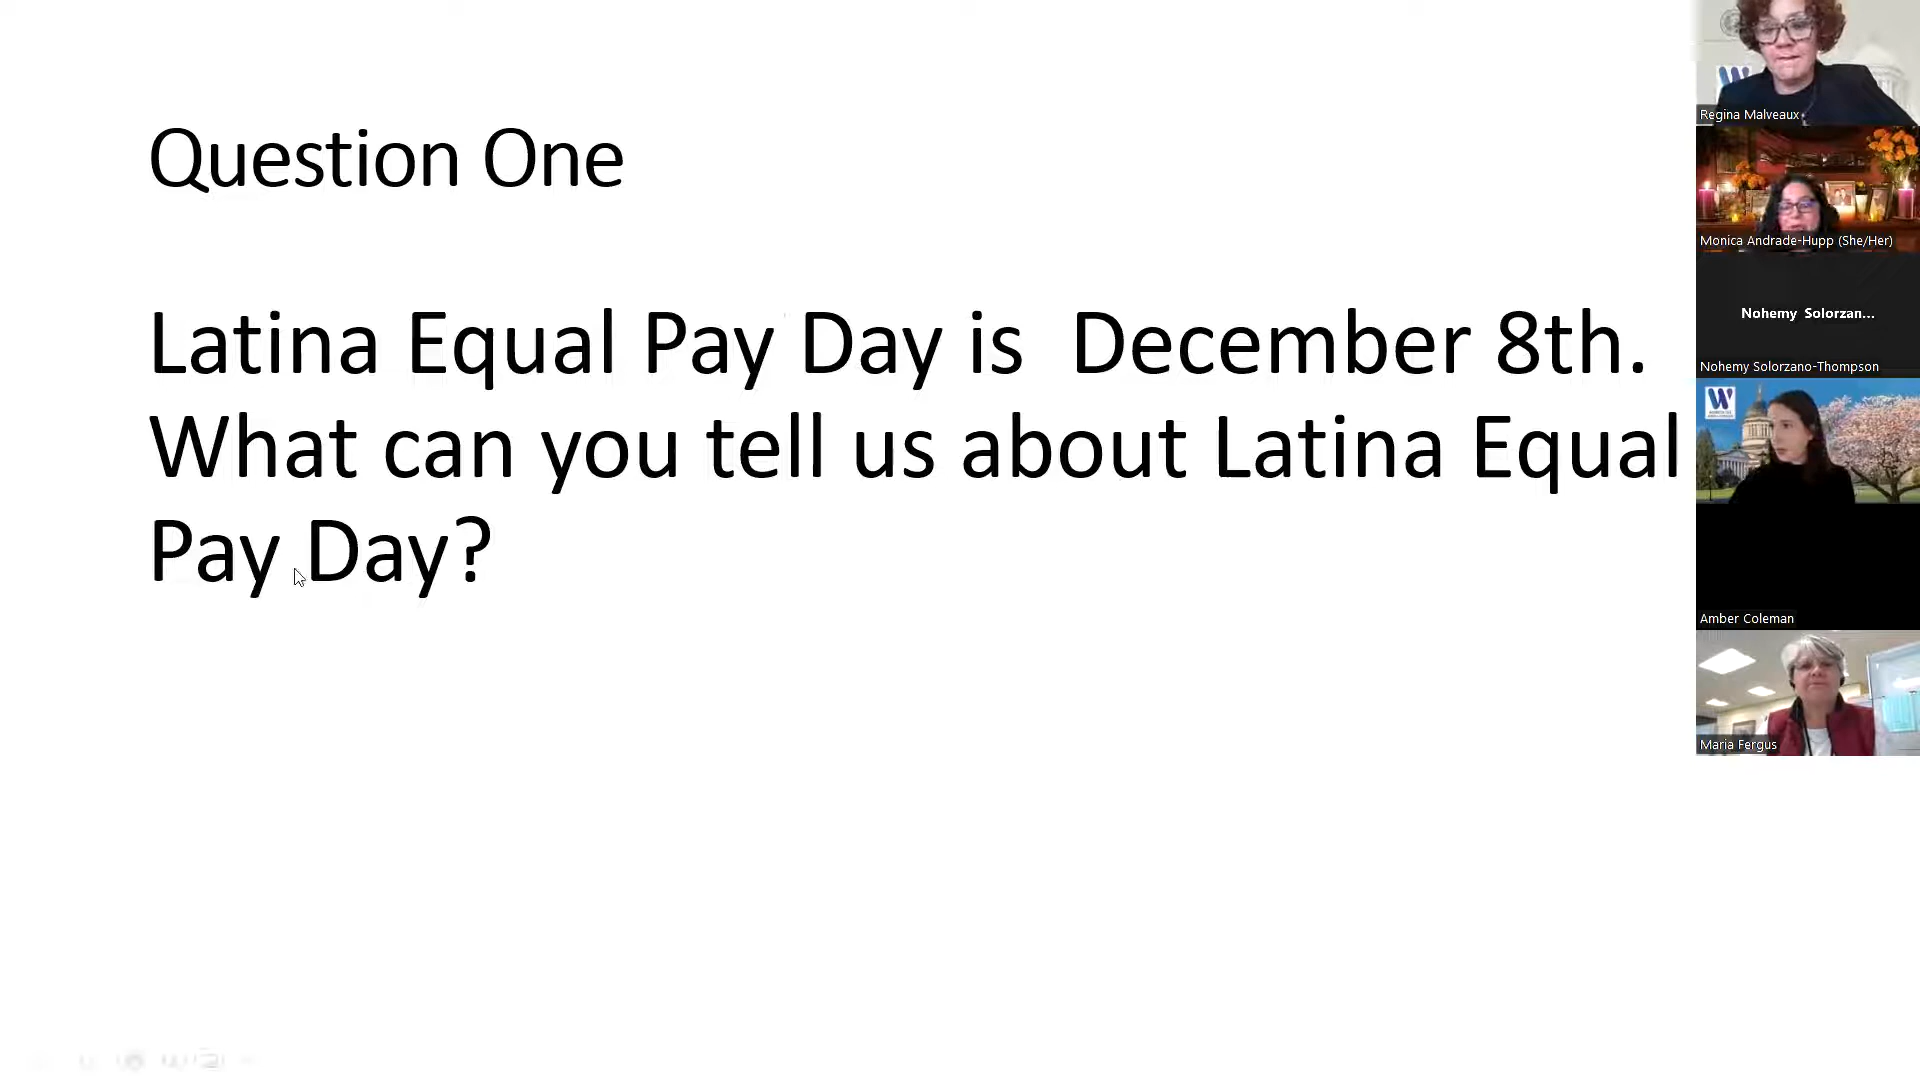 Question One
Latina Equal Pay Day is  December 8th.
What can you tell us about Latina Equal
Pay Day?
Regina Malveaux
Monica Andrade-Hupp (She/Her)
Nohemy  Solorzan...
Nohemy Solorzano-Thompson
W
Amber Coleman
Maria Fergus